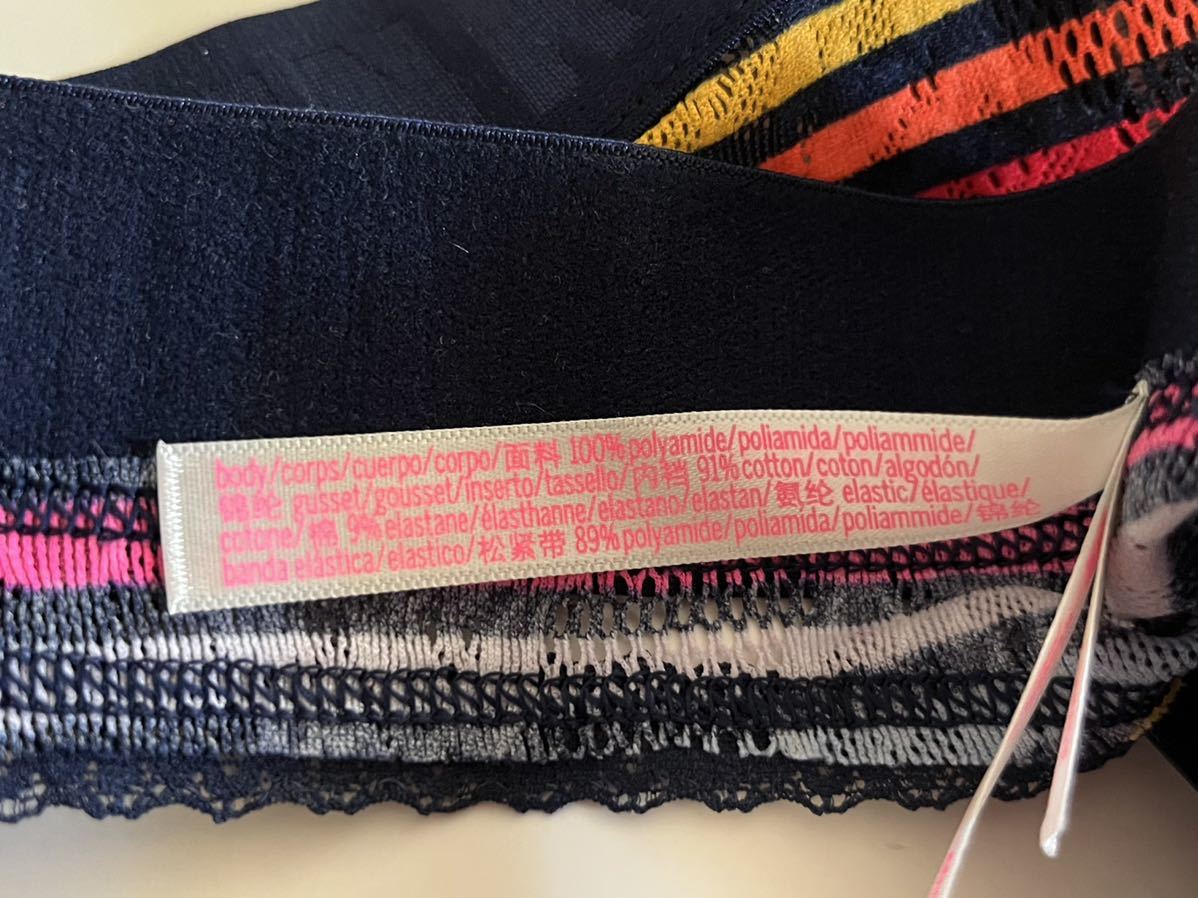 body/corps/cuerpo/corpo/面料 100% polyamide/poliamida/poliammide/
锦纶 gusset/gousset/inserto/tassello/内裆 91% cotton/coton/algodón/
cotone/棉 9% elastane/élasthanne/elastano/elastan/氨纶 elastic/élastique/
banda elástica/elastico/松紧带 89% polyamide/poliamida/poliammide/锦纶